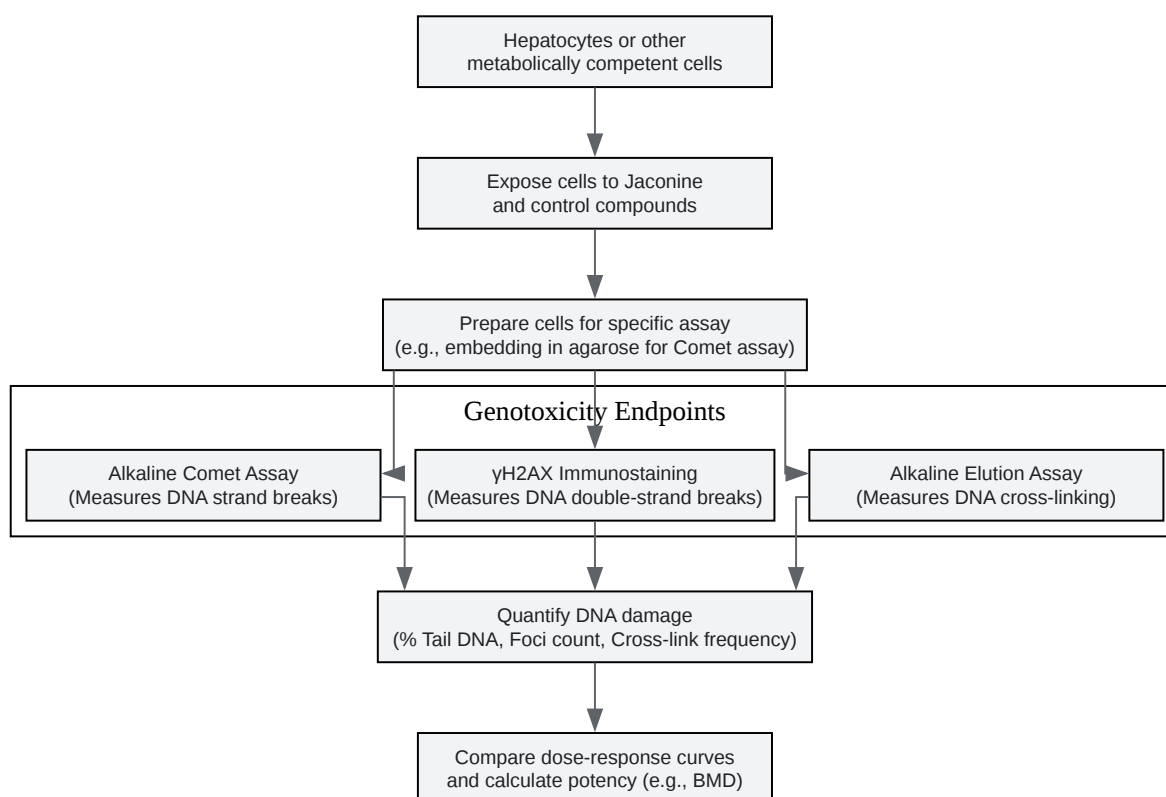 Hepatocytes or other
metabolically competent cells
Expose cells to Jaconine
and control compounds
Prepare cells for specific assay
(e.g., embedding in agarose for Comet assay)
Genotoxicity Endpoints
Alkaline Comet Assay
(Measures DNA strand breaks)
γH2AX Immunostaining
(Measures DNA double-strand breaks)
Alkaline Elution Assay
(Measures DNA cross-linking)
Quantify DNA damage
(% Tail DNA, Foci count, Cross-link frequency)
Compare dose-response curves
and calculate potency (e.g., BMD)